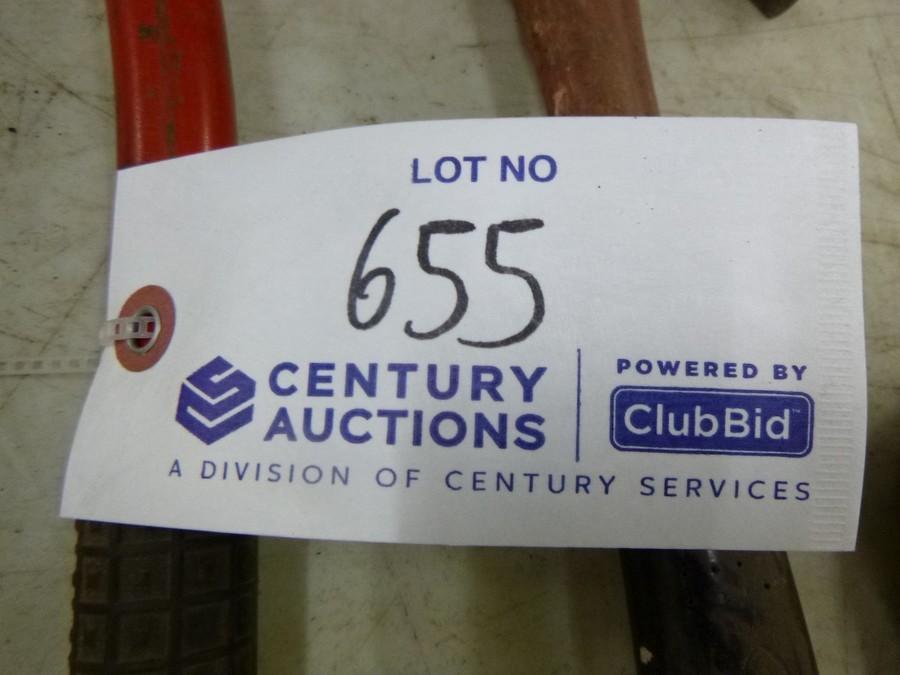 LOT NO
655
CENTURY
AUCTIONS
A DIVISION OF CENTURY SERVICES
POWERED BY
ClubBid™